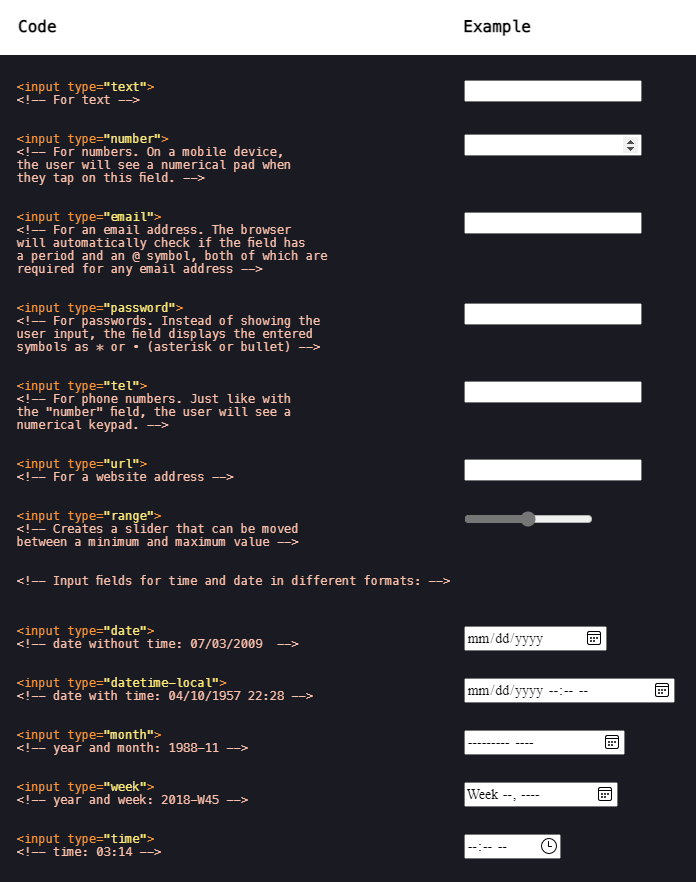 Code Example
<input type="text">
<!-- For text -->
<input type="number">
<!-- For numbers. On a mobile device,
the user will see a numerical pad when
they tap on this field. -->
<input type="email">
<!-- For an email address. The browser
will automatically check if the field has
a period and an @ symbol, both of which are
required for any email address -->
<input type="password">
<!-- For passwords. Instead of showing the
user input, the field displays the entered
symbols as * or • (asterisk or bullet) -->
<input type="tel">
<!-- For phone numbers. Just like with
the "number" field, the user will see a
numerical keypad. -->
<input type="url">
<!-- For a website address -->
<input type="range">
<!-- Creates a slider that can be moved
between a minimum and maximum value -->
<!-- Input fields for time and date in different formats: -->
<input type="date">
<!-- date without time: 07/03/2009  -->
mm/dd/yyyy
<input type="datetime-local">
<!-- date with time: 04/10/1957 22:28 -->
mm/dd/yyyy --:-- --
<input type="month">
<!-- year and month: 1988-11 -->
--------- ----
<input type="week">
<!-- year and week: 2018-W45 -->
Week --, ----
<input type="time">
<!-- time: 03:14 -->
--:-- --